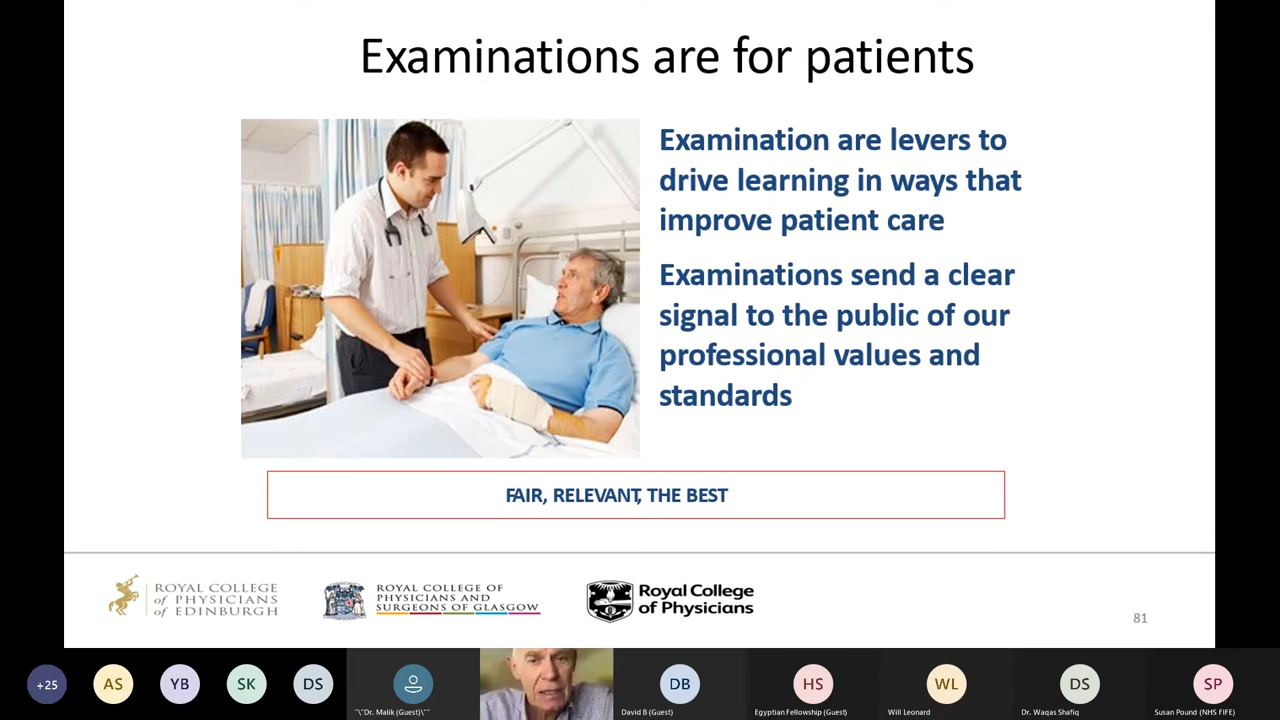 Examinations are for patients
Examination are levers to
drive learning in ways that
improve patient care
Examinations send a clear
signal to the public of our
professional values and
standards
FAIR, RELEVANT, THE BEST
ROYAL COLLEGE
of PHYSICIANS
of EDINBURGH
ROYAL COLLEGE OF
PHYSICIANS AND
SURGEONS OF GLASGOW
Royal College
of Physicians
81
+25
AS
YB
SK
DS
"\"Dr. Malik (Guest)\""
DB
David B (Guest)
HS
Egyptian Fellowship (Guest)
WL
Will Leonard
DS
Dr. Waqas Shafiq
SP
Susan Pound (NHS FIFE)